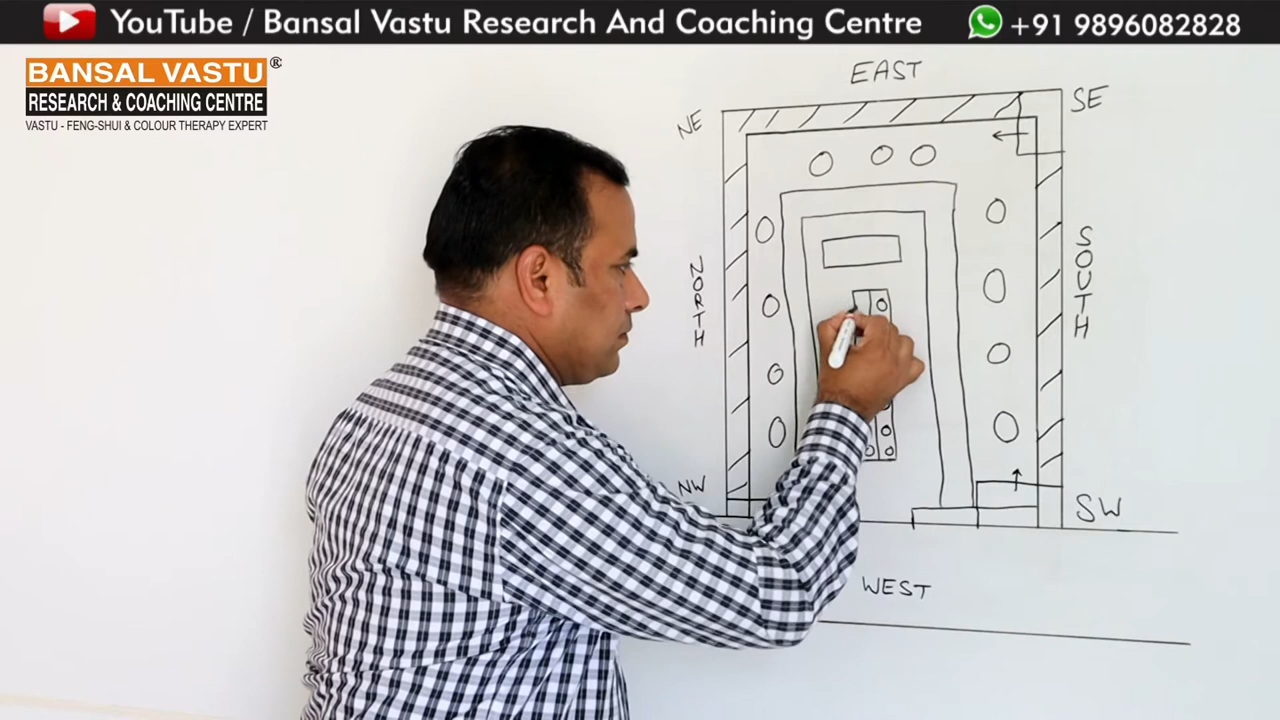 YouTube / Bansal Vastu Research And Coaching Centre
+91 9896082828
BANSAL VASTU®
RESEARCH & COACHING CENTRE
VASTU - FENG-SHUI & COLOUR THERAPY EXPERT
EAST
NE
SE
NORTH
SOUTH
NW
SW
WEST